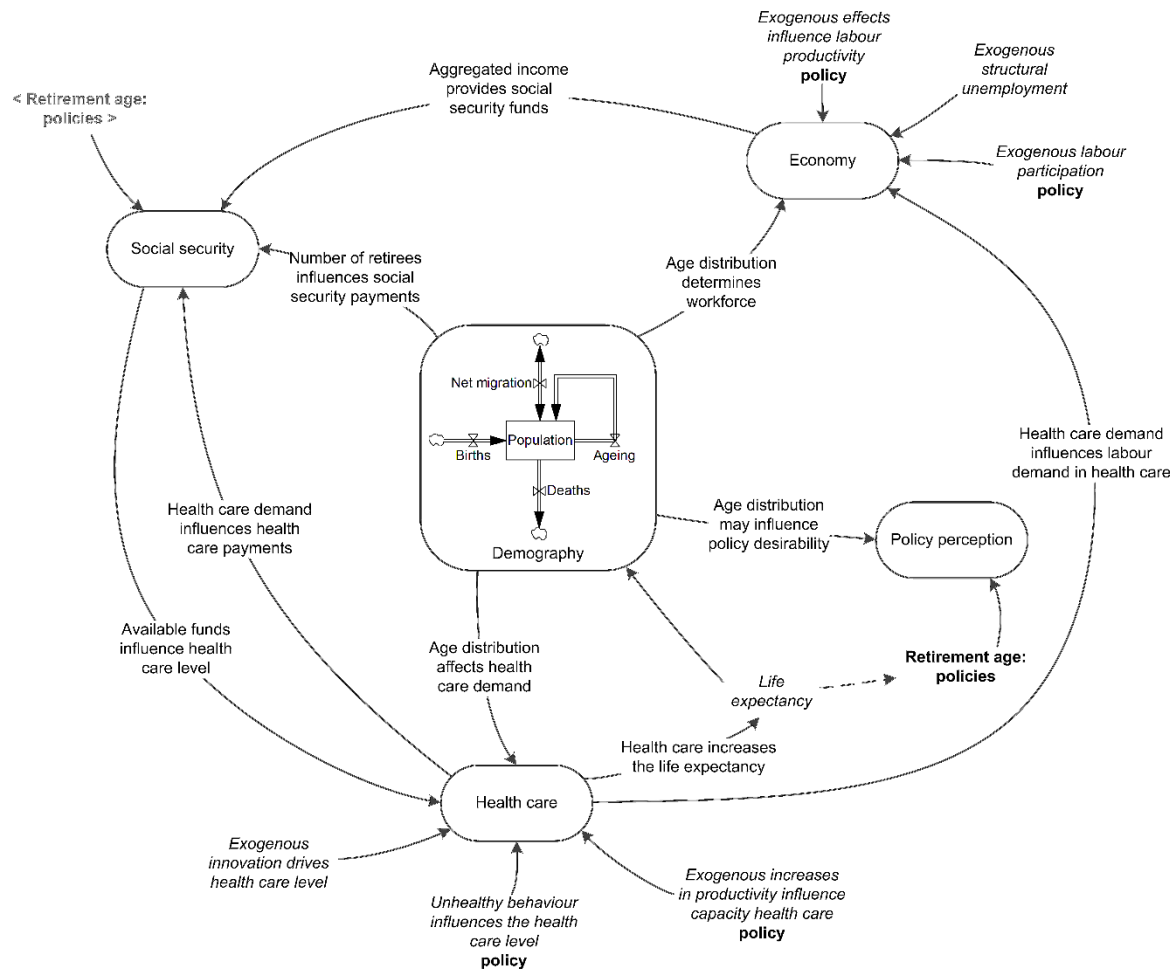 Exogenous effects
influence labour
productivity
policy
Exogenous
structural
unemployment
Aggregated income
provides social
security funds
< Retirement age:
policies >
Economy
Exogenous labour
participation
policy
Social security
Number of retirees
influences social
security payments
Age distribution
determines
workforce
Net migration
Population
Births
Ageing
Deaths
Demography
Health care demand
influences labour
demand in health care
Health care demand
influences health
care payments
Age distribution
may influence
policy desirability
Policy perception
Available funds
influence health
care level
Age distribution
affects health
care demand
Retirement age:
policies
Life
expectancy
Health care increases
the life expectancy
Health care
Exogenous
innovation drives
health care level
Unhealthy behaviour
influences the health
care level
policy
Exogenous increases
in productivity influence
capacity health care
policy